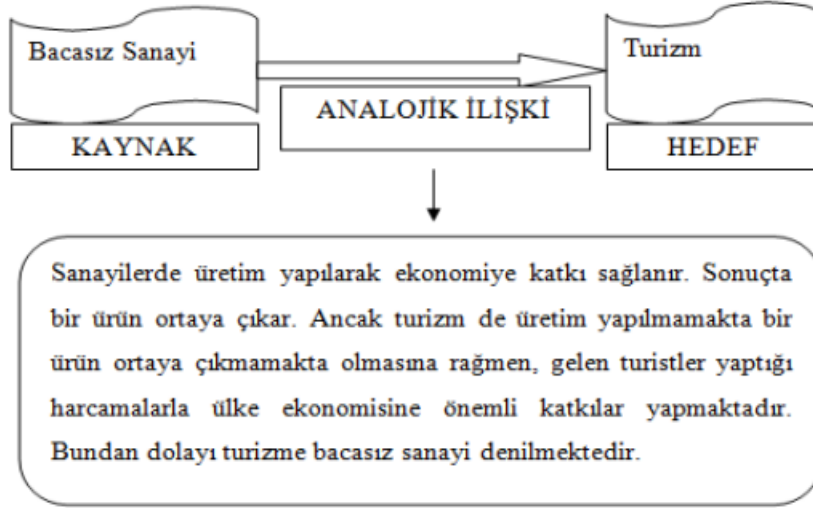 Bacasız Sanayi
Turizm
ANALOJİK İLİŞKİ
KAYNAK
HEDEF
Sanayilerde üretim yapılarak ekonomiye katkı sağlanır. Sonuçta
bir ürün ortaya çıkar. Ancak turizm de üretim yapılmamakta bir
ürün ortaya çıkmamakta olmasına rağmen, gelen turistler yaptığı
harcamalarla ülke ekonomisine önemli katkılar yapmaktadır.
Bundan dolayı turizme bacasız sanayi denilmektedir.